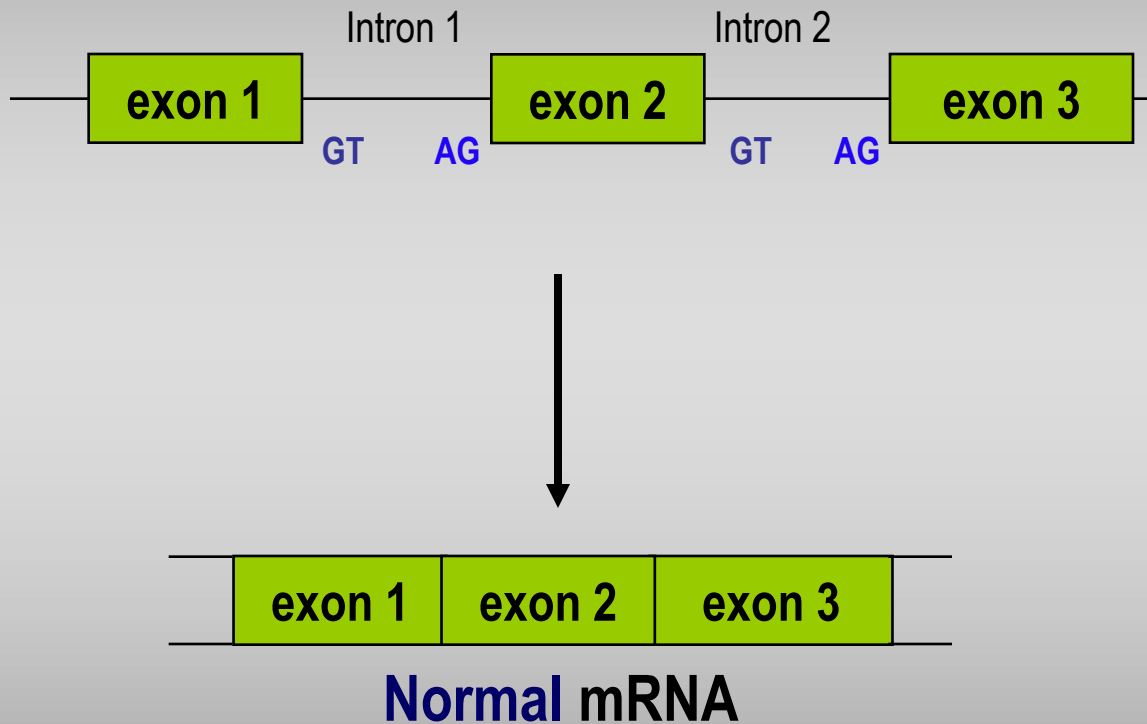 Intron 1 Intron 2
exon 1 exon 2 exon 3
GT AG GT AG
exon 1 exon 2 exon 3
Normal mRNA